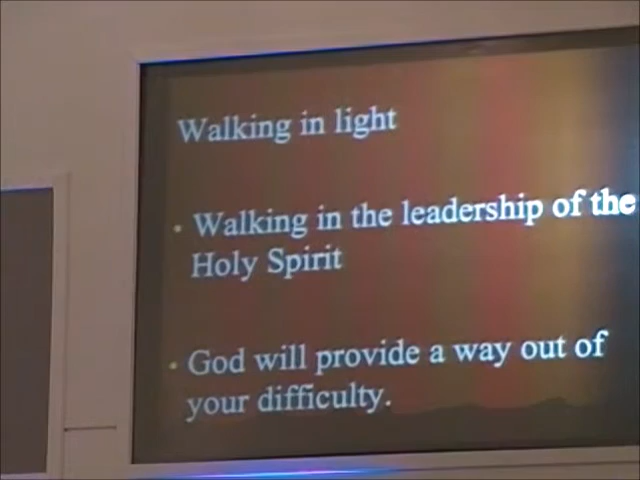 Walking in light
• Walking in the leadership of the
Holy Spirit
• God will provide a way out of
your difficulty.